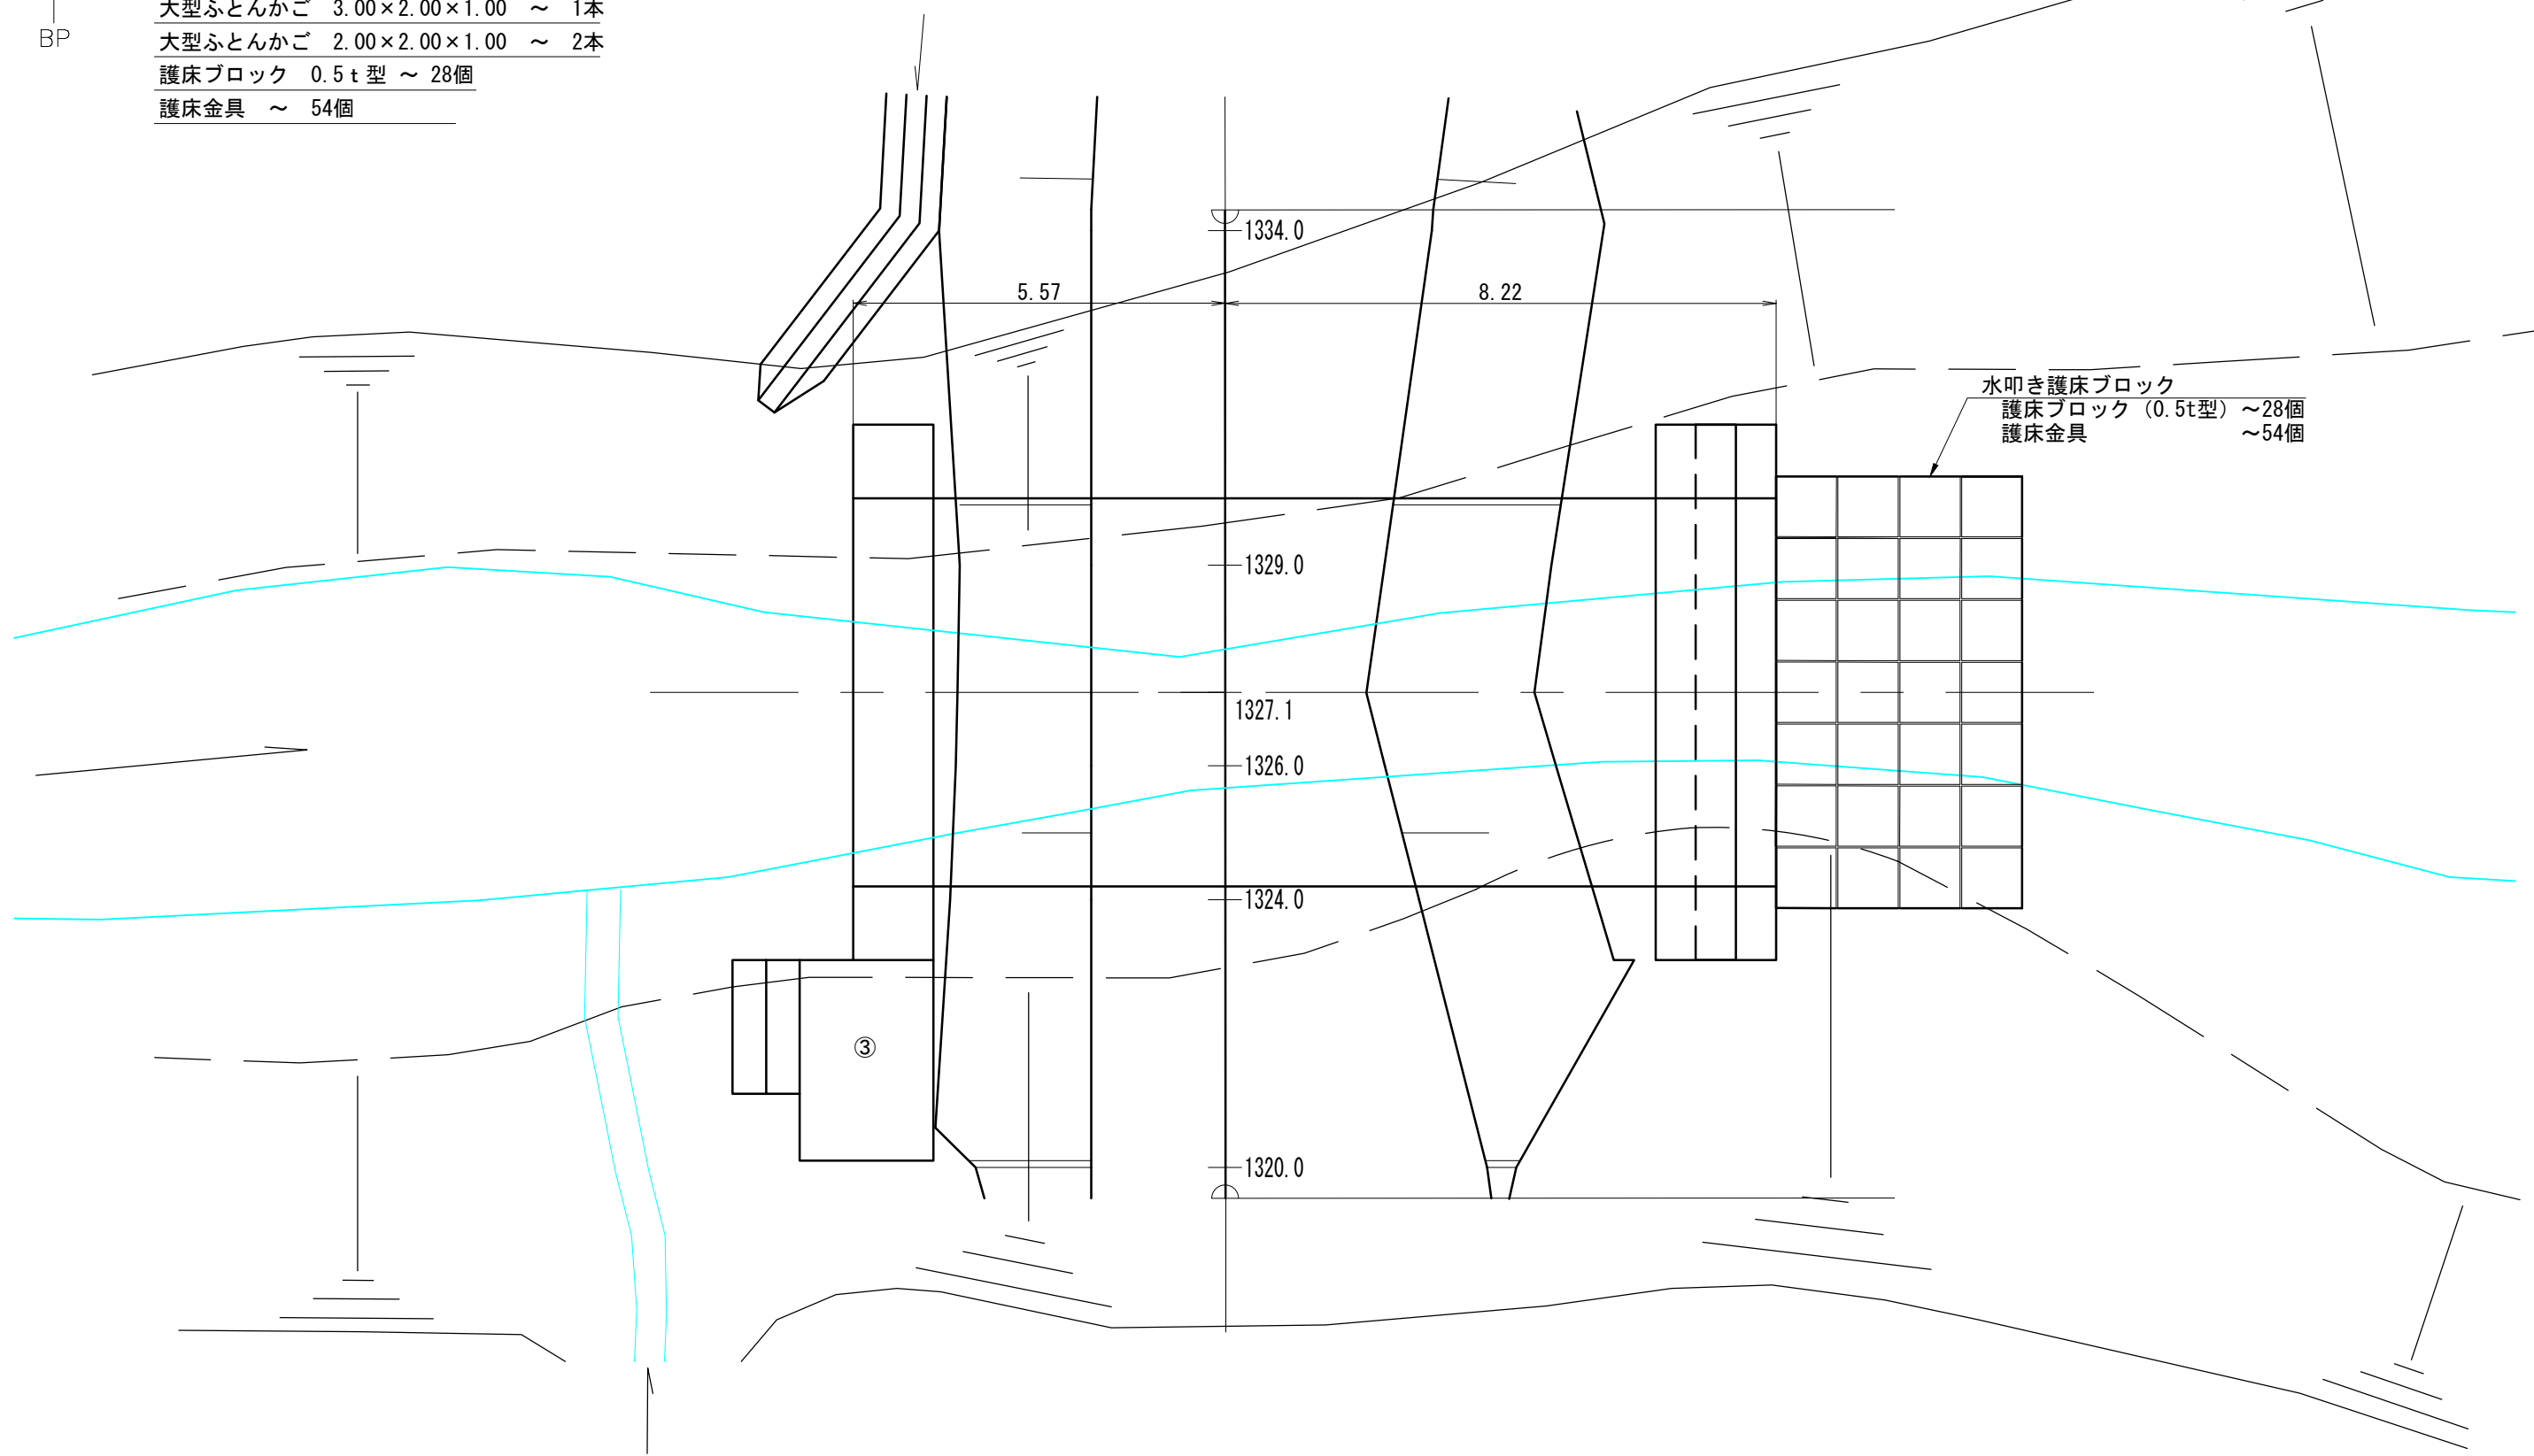 大型ふとんかご 3.00×2.00×1.00 ～ 1本
BP
大型ふとんかご 2.00×2.00×1.00 ～ 2本
護床ブロック 0.5ｔ型 ～ 28個
護床金具 ～ 54個
1334.0
5.57
8.22
水叩き護床ブロック
護床ブロック（0.5t型）～28個
護床金具 ～54個
1329.0
1327.1
1326.0
1324.0
③
1320.0